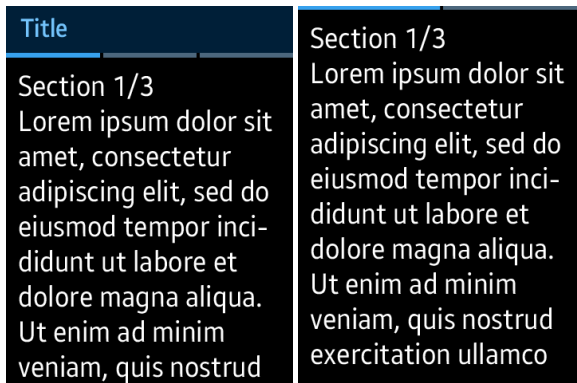 Title
Section 1/3
Lorem ipsum dolor sit
amet, consectetur
adipiscing elit, sed do
eiusmod tempor inci-
didunt ut labore et
dolore magna aliqua.
Ut enim ad minim
veniam, quis nostrud
Section 1/3
Lorem ipsum dolor sit
amet, consectetur
adipiscing elit, sed do
eiusmod tempor inci-
didunt ut labore et
dolore magna aliqua.
Ut enim ad minim
veniam, quis nostrud
exercitation ullamco